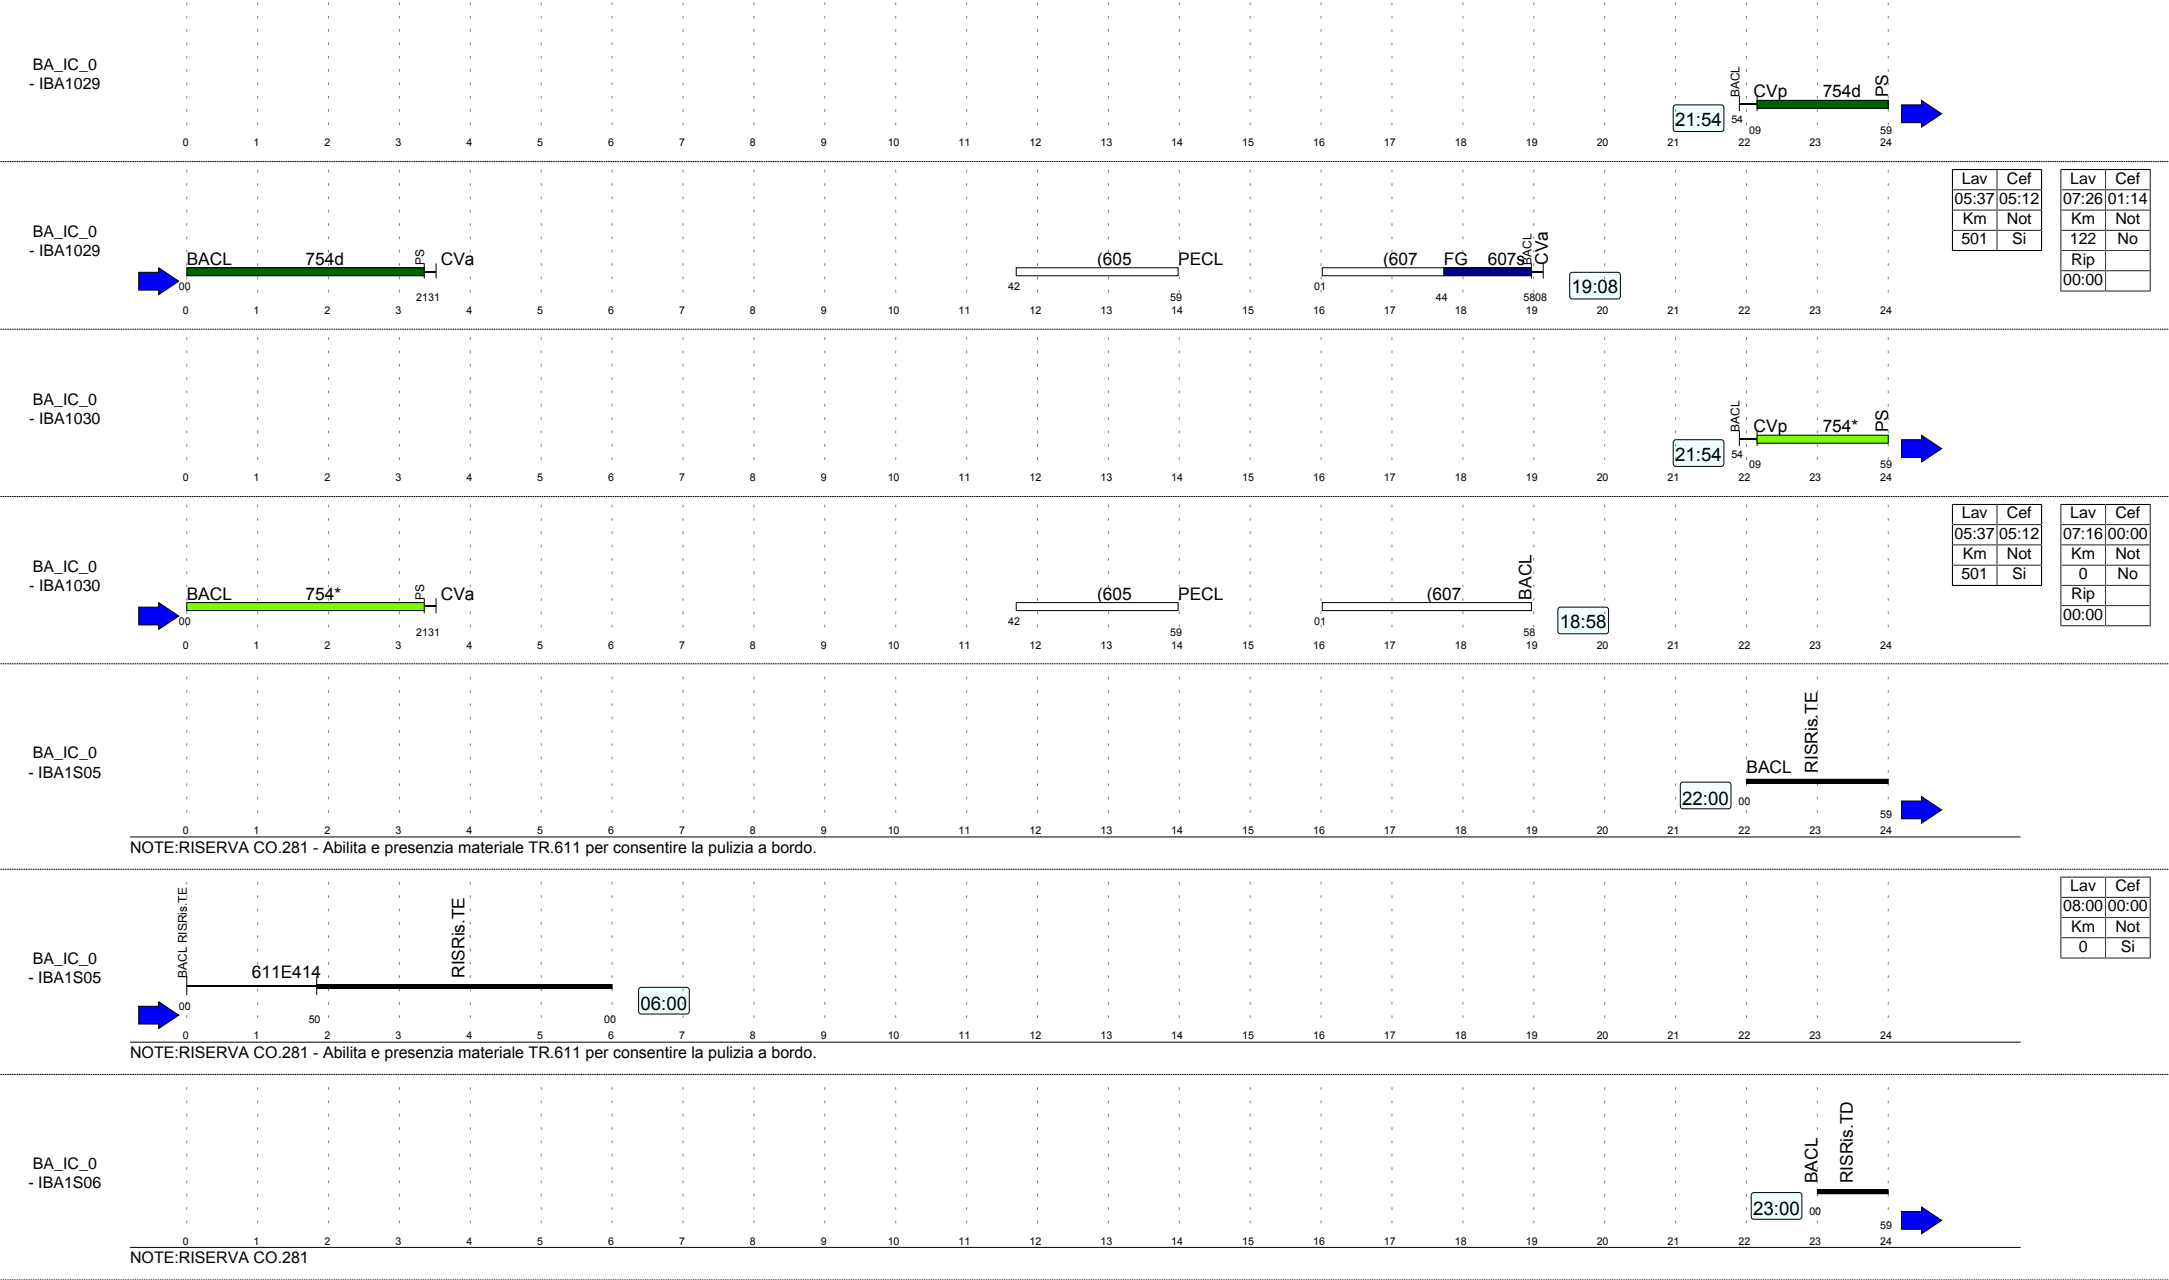 BA_IC_0
- IBA1029
BACL CVp 754d PS
21:54 54 09 59
0 1 2 3 4 5 6 7 8 9 10 11 12 13 14 15 16 17 18 19 20 21 22 23 24
BA_IC_0
- IBA1029
BACL 754d PS CVa (605 PECL (607 FG 607s BACL CVa
00 2131 42 59 01 44 5808 19:08
0 1 2 3 4 5 6 7 8 9 10 11 12 13 14 15 16 17 18 19 20 21 22 23 24
Lav Cef Lav Cef
05:37 05:12 07:26 01:14
Km Not Km Not
501 Si 122 No
Rip
00:00
BA_IC_0
- IBA1030
BACL CVp 754* PS
21:54 54 09 59
0 1 2 3 4 5 6 7 8 9 10 11 12 13 14 15 16 17 18 19 20 21 22 23 24
BA_IC_0
- IBA1030
BACL 754* PS CVa (605 PECL (607 BACL
00 2131 42 59 01 58 18:58
0 1 2 3 4 5 6 7 8 9 10 11 12 13 14 15 16 17 18 19 20 21 22 23 24
Lav Cef Lav Cef
05:37 05:12 07:16 00:00
Km Not Km Not
501 Si 0 No
Rip
00:00
BA_IC_0
- IBA1S05
BACL RISRis.TE
22:00 00 59
0 1 2 3 4 5 6 7 8 9 10 11 12 13 14 15 16 17 18 19 20 21 22 23 24
NOTE:RISERVA CO.281 - Abilita e presenzia materiale TR.611 per consentire la pulizia a bordo.
BA_IC_0
- IBA1S05
BACL RISRis.TE 611E414 RISRis.TE
00 50 00 06:00
0 1 2 3 4 5 6 7 8 9 10 11 12 13 14 15 16 17 18 19 20 21 22 23 24
Lav Cef
08:00 00:00
Km Not
0 Si
NOTE:RISERVA CO.281 - Abilita e presenzia materiale TR.611 per consentire la pulizia a bordo.
BA_IC_0
- IBA1S06
BACL RISRis.TD
23:00 00 59
0 1 2 3 4 5 6 7 8 9 10 11 12 13 14 15 16 17 18 19 20 21 22 23 24
NOTE:RISERVA CO.281